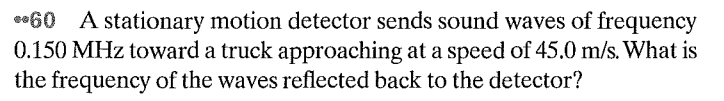 ••60 A stationary motion detector sends sound waves of frequency
0.150 MHz toward a truck approaching at a speed of 45.0 m/s. What is
the frequency of the waves reflected back to the detector?